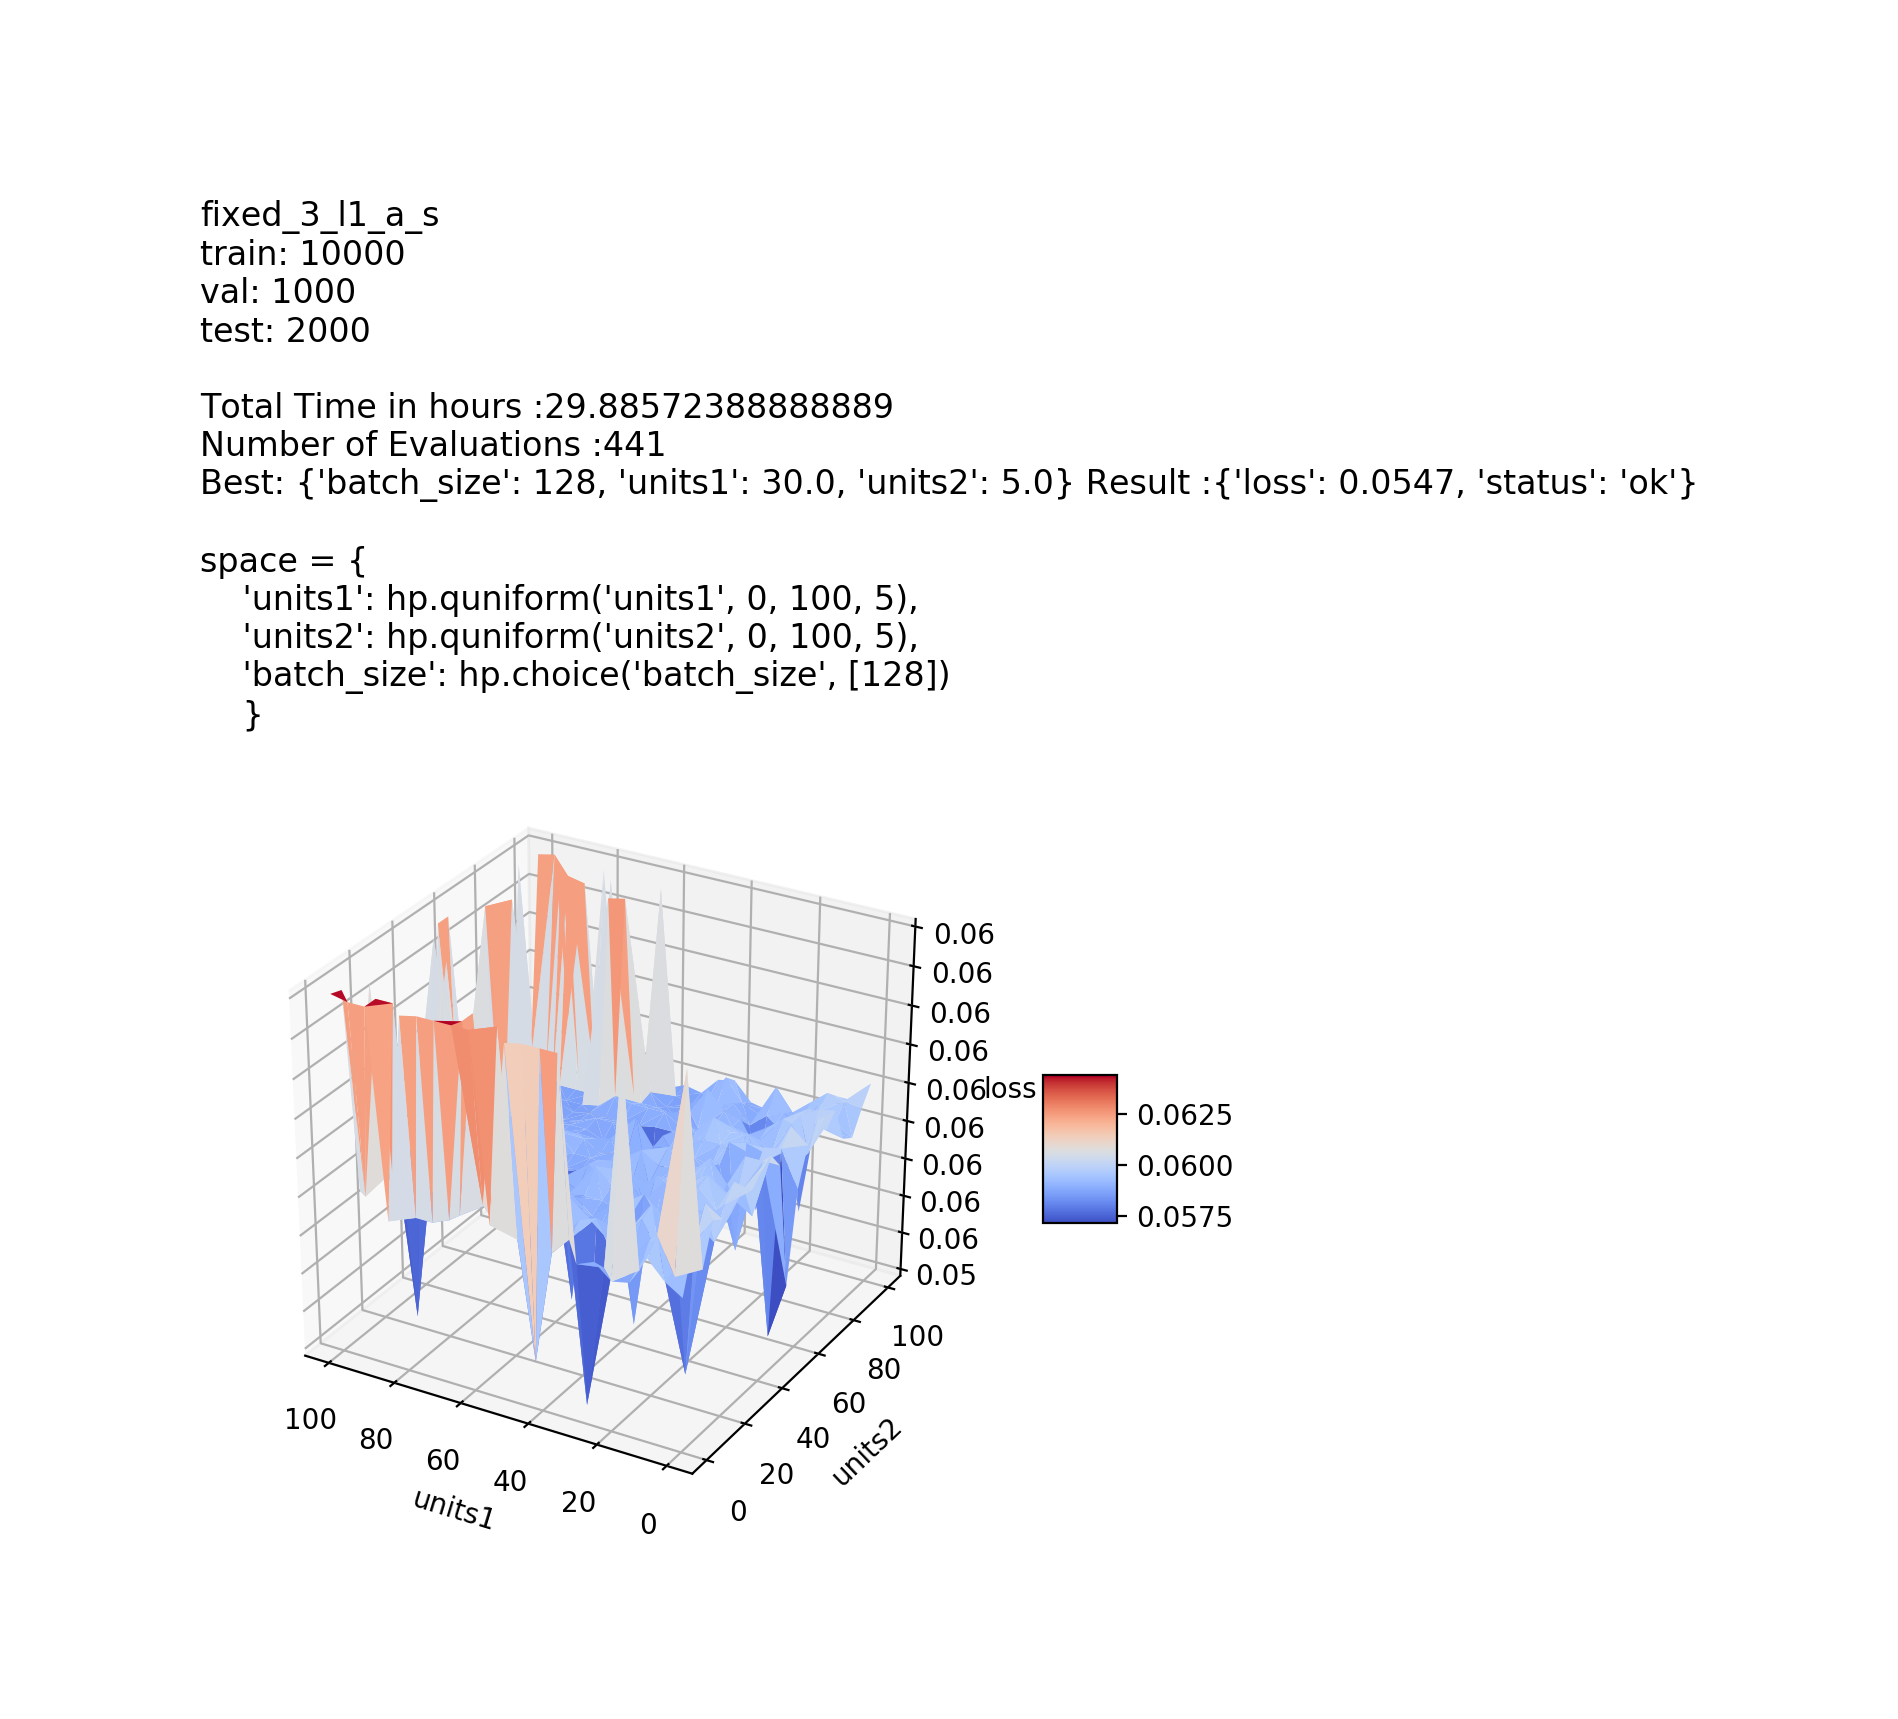 fixed_3_l1_a_s
train: 10000
val: 1000
test: 2000
Total Time in hours :29.88572388888889
Number of Evaluations :441
Best: {'batch_size': 128, 'units1': 30.0, 'units2': 5.0} Result :{'loss': 0.0547, 'status': 'ok'}
space = {
'units1': hp.quniform('units1', 0, 100, 5),
'units2': hp.quniform('units2', 0, 100, 5),
'batch_size': hp.choice('batch_size', [128])
}
0.06
0.06
0.06
0.06
0.06
0.06
0.06
0.06
0.06
0.05
loss
0.0625
0.0600
0.0575
100
80
60
40
20
0
units1
100
80
60
40
20
0
units2